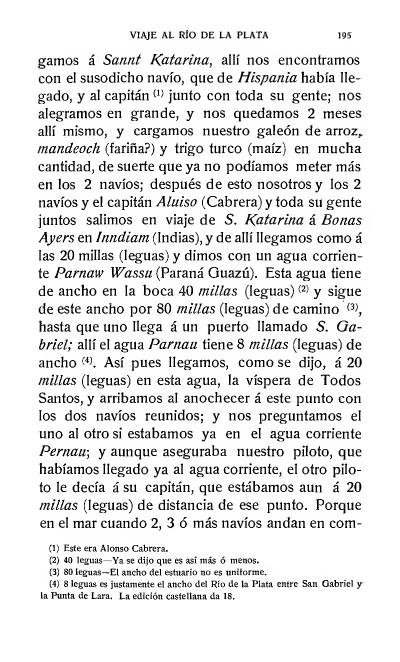 VIAJE AL RÍO DE LA PLATA 195
gamos á Sannt Katarina, allí nos encontramos
con el susodicho navío, que de Hispania había lle-
gado, y al capitán (1) junto con toda su gente; nos
alegramos en grande, y nos quedamos 2 meses
allí mismo, y cargamos nuestro galeón de arroz,
mandeoch (fariña?) y trigo turco (maíz) en mucha
cantidad, de suerte que ya no podíamos meter más
en los 2 navíos; después de esto nosotros y los 2
navíos y el capitán Aluiso (Cabrera) y toda su gente
juntos salimos en viaje de S. Katarina á Bonas
Ayers en Inndiam (Indias), y de allí llegamos como á
las 20 millas (leguas) y dimos con un agua corrien-
te Parnaw Wassu (Paraná Guazú). Esta agua tiene
de ancho en la boca 40 millas (leguas) (2) y sigue
de este ancho por 80 millas (leguas) de camino (3),
hasta que uno llega á un puerto llamado S. Ga-
briel; allí el agua Parnau tiene 8 millas (leguas) de
ancho (4). Así pues llegamos, como se dijo, á 20
millas (leguas) en esta agua, la víspera de Todos
Santos, y arribamos al anochecer á este punto con
los dos navíos reunidos; y nos preguntamos el
uno al otro si estabamos ya en el agua corriente
Pernau; y aunque aseguraba nuestro piloto, que
habíamos llegado ya al agua corriente, el otro pilo-
to le decía á su capitán, que estábamos aun á 20
millas (leguas) de distancia de ese punto. Porque
en el mar cuando 2, 3 ó más navíos andan en com-
(1) Este era Alonso Cabrera.
(2) 40 leguas—Ya se dijo que es asi más ó menos.
(3) 80 leguas—El ancho del estuario no es uniforme.
(4) 8 leguas es justamente el ancho del Río de la Plata entre San Gabriel y
la Punta de Lara. La edición castellana da 18.